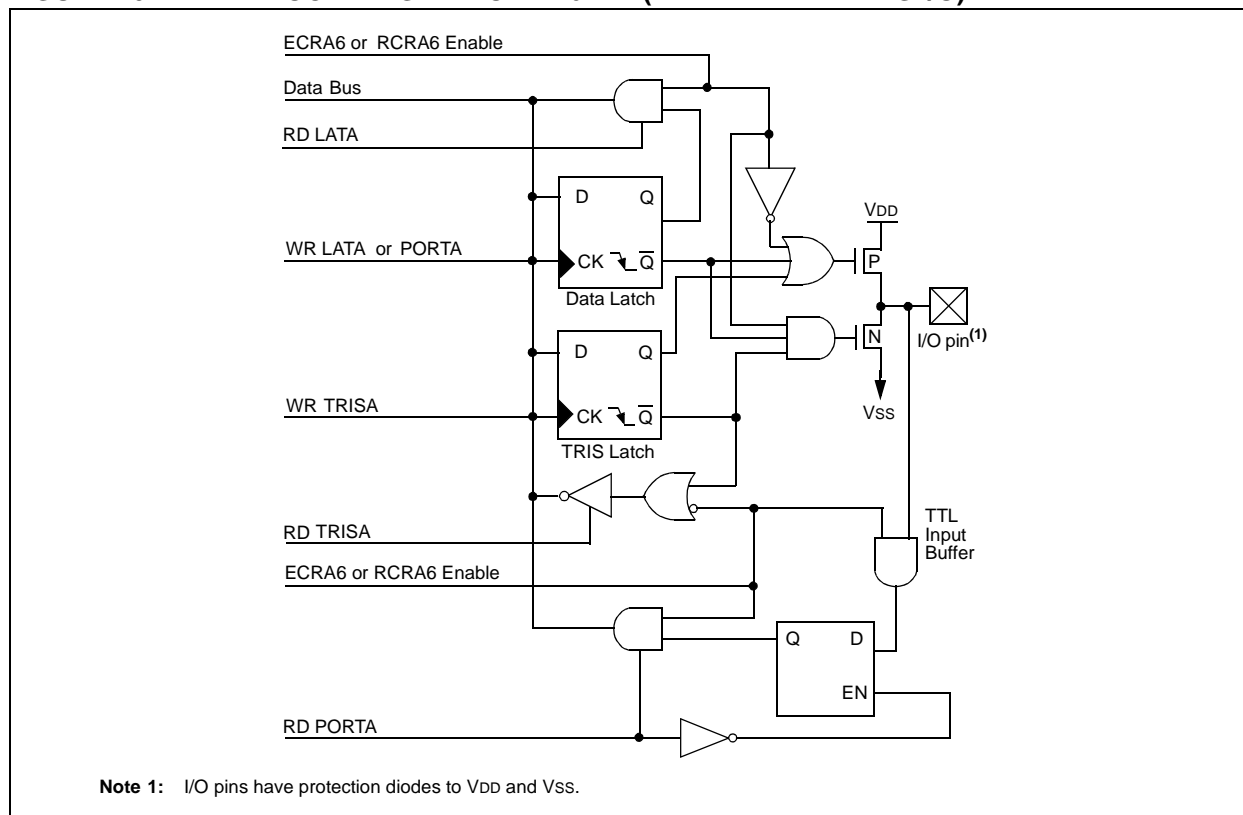 ECRA6 or RCRA6 Enable
Data Bus
RD LATA
D Q
VDD
WR LATA or PORTA
CK Q
P
Data Latch
N
I/O pin(1)
D Q
WR TRISA
CK Q
VSS
TRIS Latch
TTL
Input
Buffer
RD TRISA
ECRA6 or RCRA6 Enable
Q D
EN
RD PORTA
Note 1: I/O pins have protection diodes to VDD and VSS.